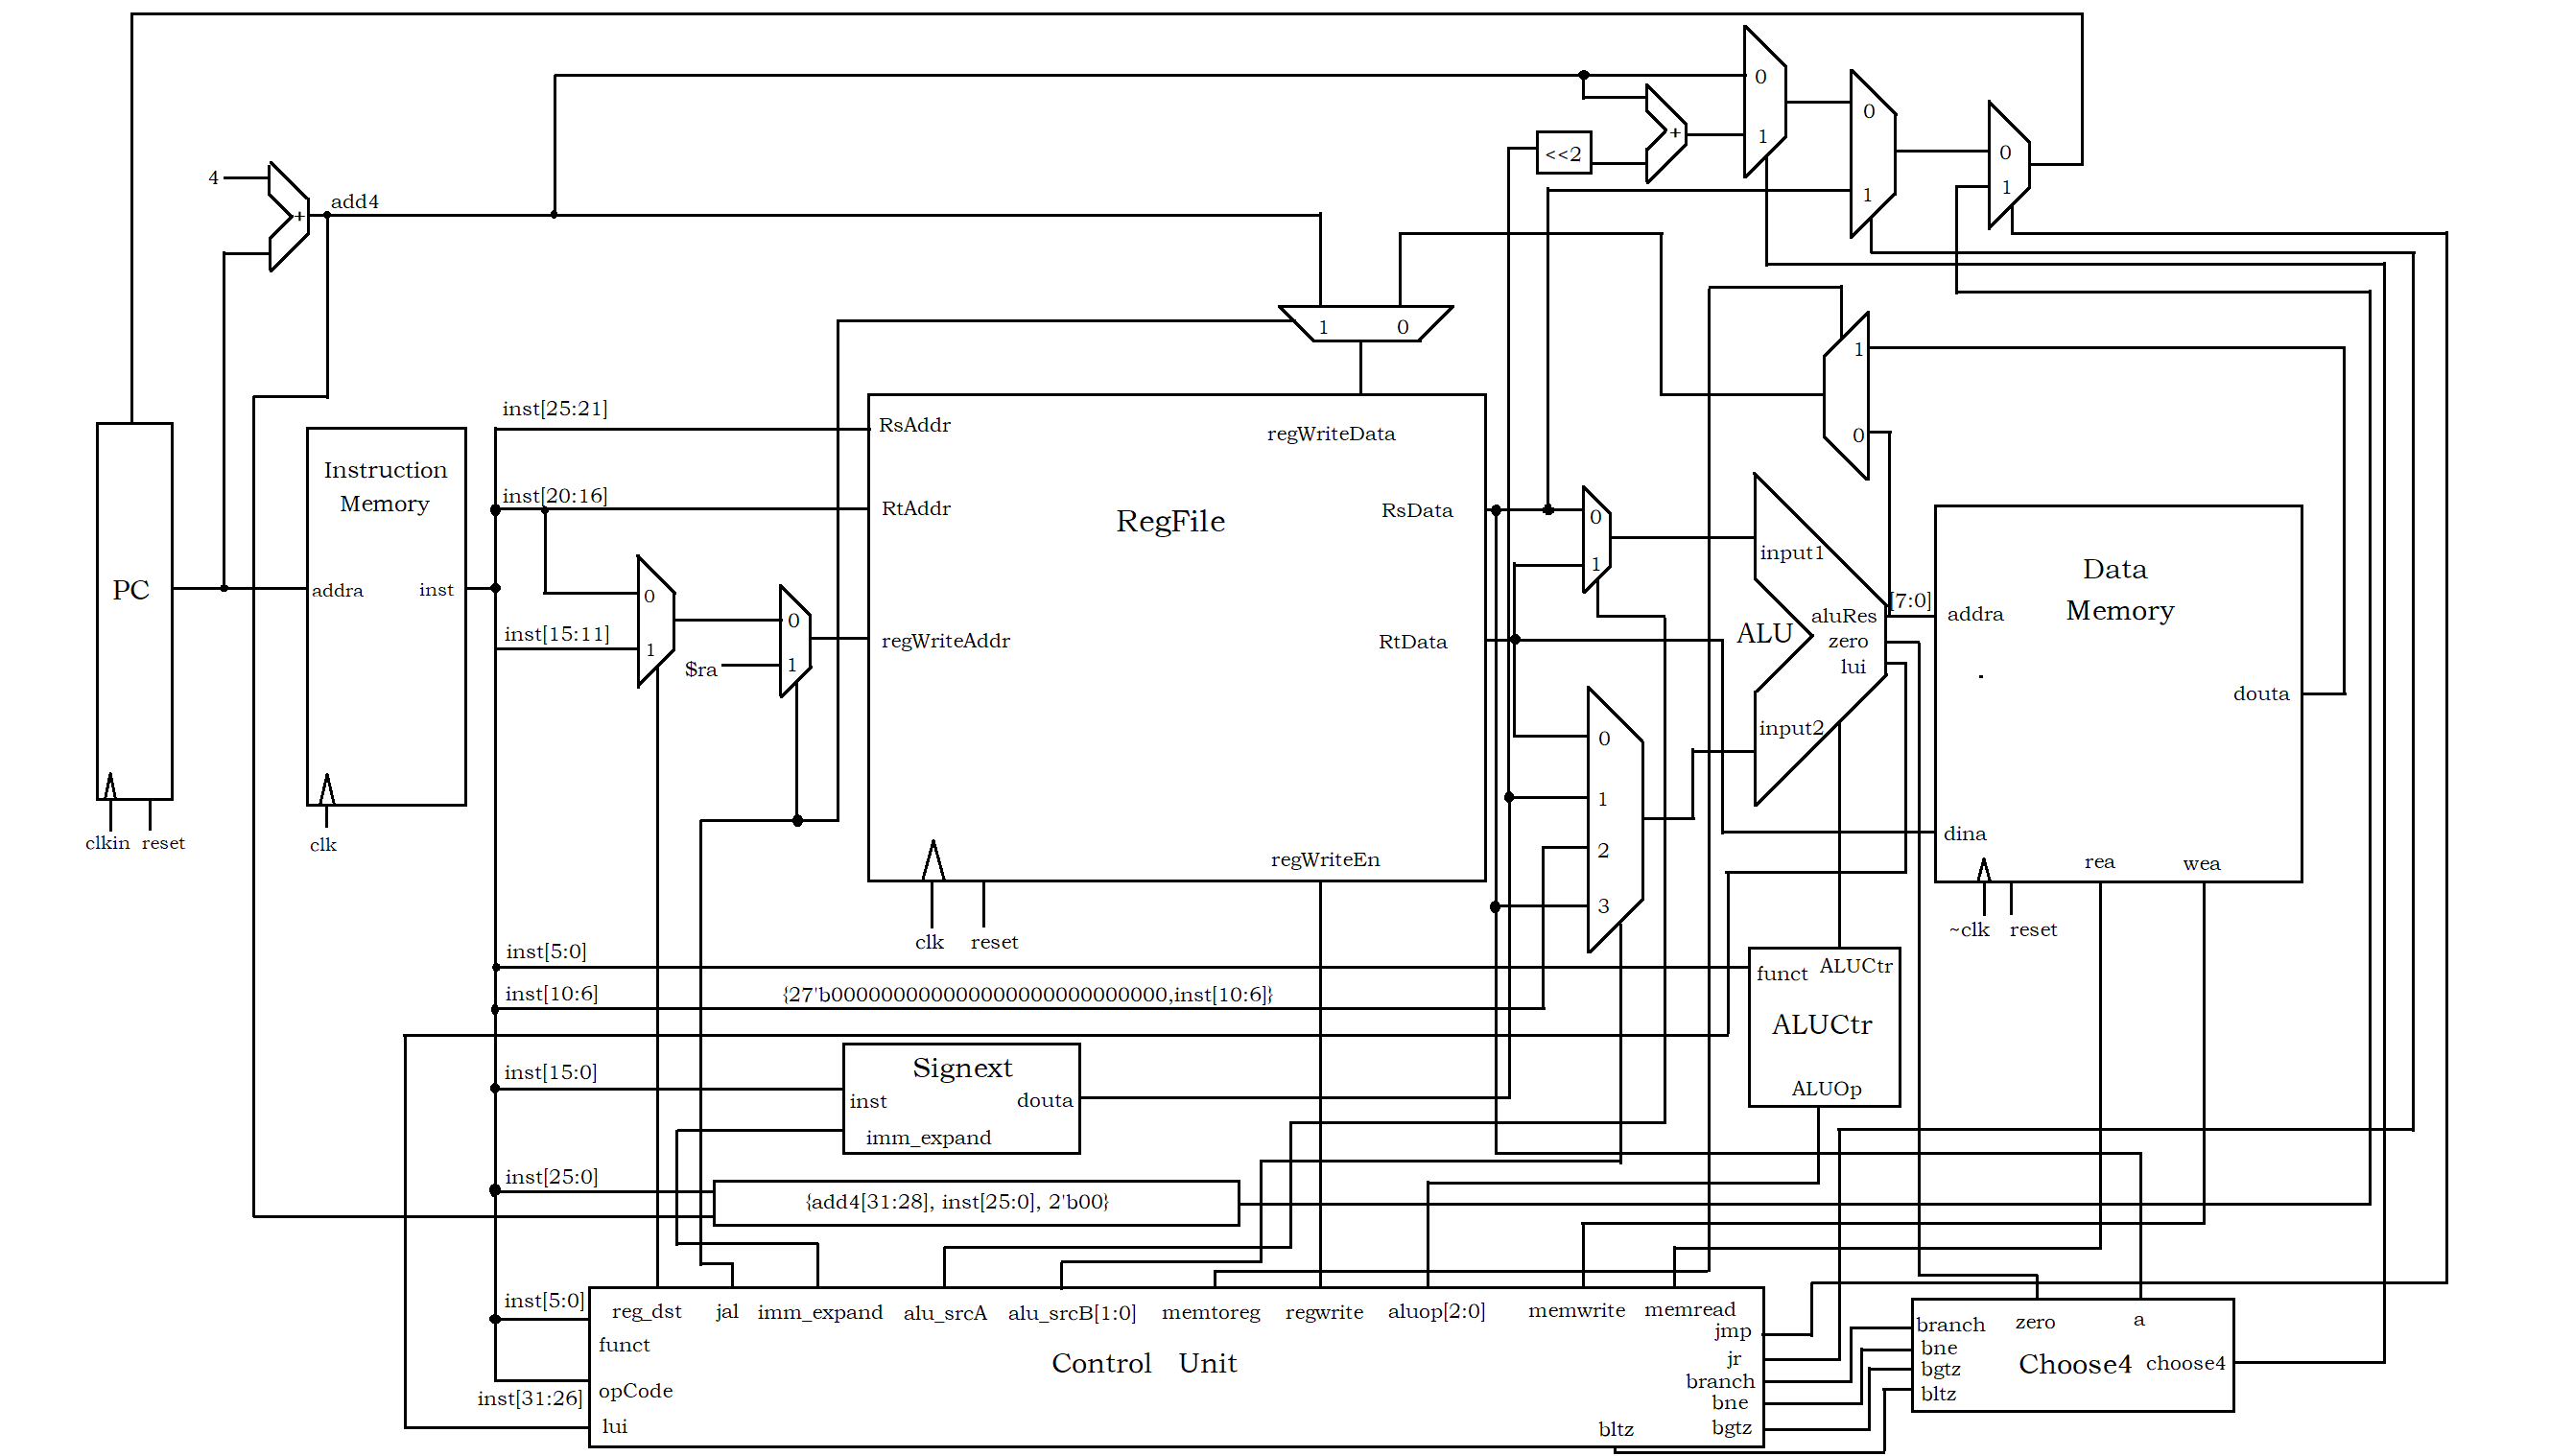 0
1
0
1
0
1
+
<<2
4
+
add4
1
0
1
0
inst[25:21]
inst[20:16]
inst[15:11]
PC
clkin reset
Instruction
Memory
addra inst
clk
0
1
$ra
0
1
RsAddr
RtAddr
regWriteAddr
RegFile
regWriteData
RsData
RtData
regWriteEn
clk reset
0
1
0
1
2
3
input1
ALU
input2
aluRes
zero
lui
[7:0]
Data
Memory
addra
douta
dina
rea wea
~clk reset
inst[5:0]
inst[10:6]
{27'b000000000000000000000000000,inst[10:6]}
funct ALUCtr
ALUCtr
ALUOp
inst[15:0]
Signext
inst douta
imm_expand
inst[25:0]
{add4[31:28], inst[25:0], 2'b00}
inst[5:0]
inst[31:26]
reg_dst jal imm_expand alu_srcA alu_srcB[1:0] memtoreg regwrite aluop[2:0] memwrite memread
funct
opCode
lui
Control Unit
jmp
jr
branch
bne
bgtz
bltz
branch zero a
bne
bgtz
bltz
Choose4 choose4